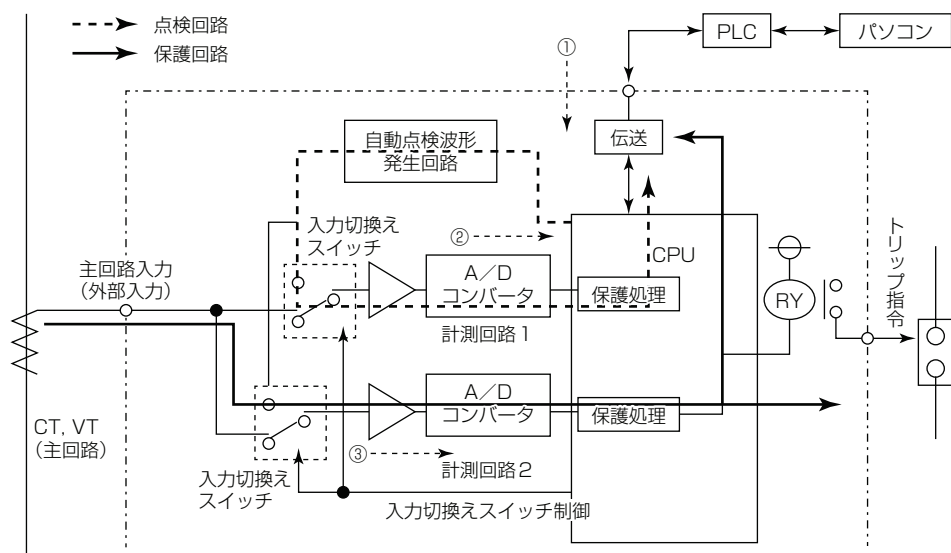 点検回路
保護回路
PLC
パソコン
①
自動点検波形
発生回路
伝送
入力切換え
スイッチ
②
CPU
主回路入力
（外部入力）
A／D
コンバータ
保護処理
計測回路1
RY
トリップ指令
A／D
コンバータ
保護処理
計測回路2
CT, VT
（主回路）
入力切換え
スイッチ
③
入力切換えスイッチ制御